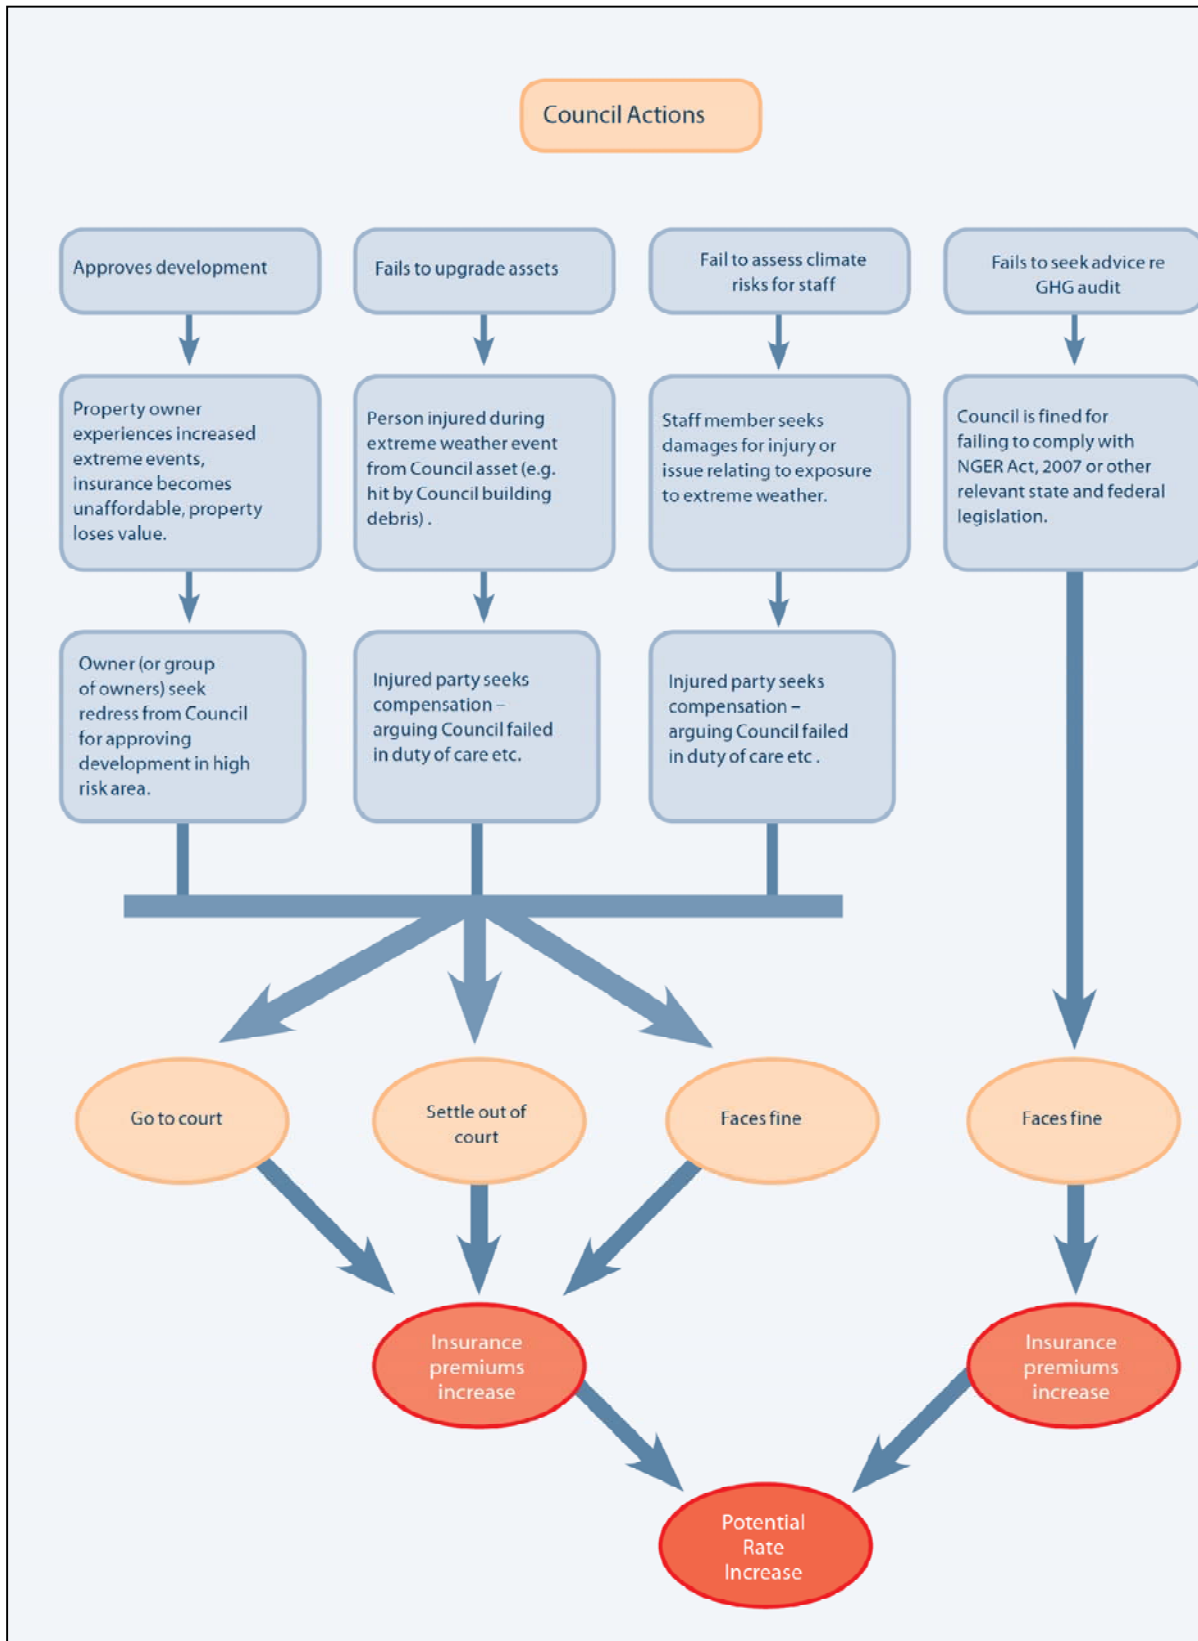 Council Actions
Approves development
Fails to upgrade assets
Fail to assess climate
risks for staff
Fails to seek advice re
GHG audit
Property owner
experiences increased
extreme events,
insurance becomes
unaffordable, property
loses value.
Person injured during
extreme weather event
from Council asset (e.g.
hit by Council building
debris) .
Staff member seeks
damages for injury or
issue relating to exposure
to extreme weather.
Council is fined for
failing to comply with
NGER Act, 2007 or other
relevant state and federal
legislation.
Owner (or group
of owners) seek
redress from Council
for approving
development in high
risk area.
Injured party seeks
compensation –
arguing Council failed
in duty of care etc.
Injured party seeks
compensation –
arguing Council failed
in duty of care etc .
Go to court
Settle out of
court
Faces fine
Faces fine
Insurance
premiums
increase
Insurance
premiums
increase
Potential
Rate
Increase